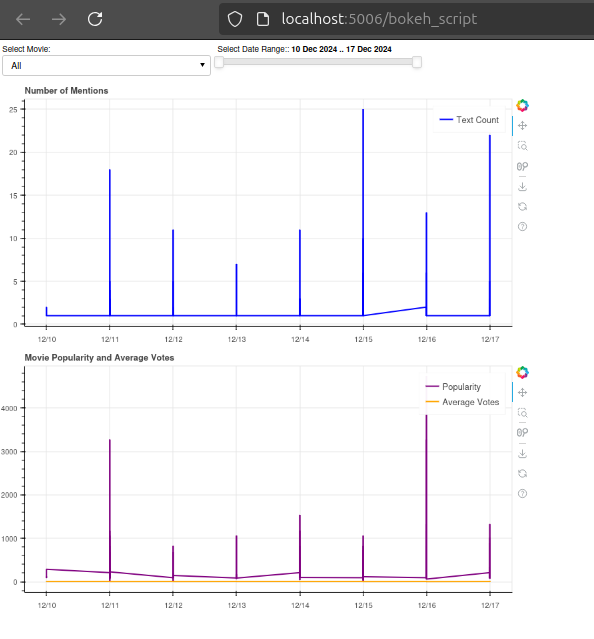 localhost:5006/bokeh_script
Select Movie:
All
Select Date Range:: 10 Dec 2024 .. 17 Dec 2024
Number of Mentions
Text Count
25
20
15
10
5
0
12/10 12/11 12/12 12/13 12/14 12/15 12/16 12/17
Movie Popularity and Average Votes
Popularity
Average Votes
4000
3000
2000
1000
0
12/10 12/11 12/12 12/13 12/14 12/15 12/16 12/17